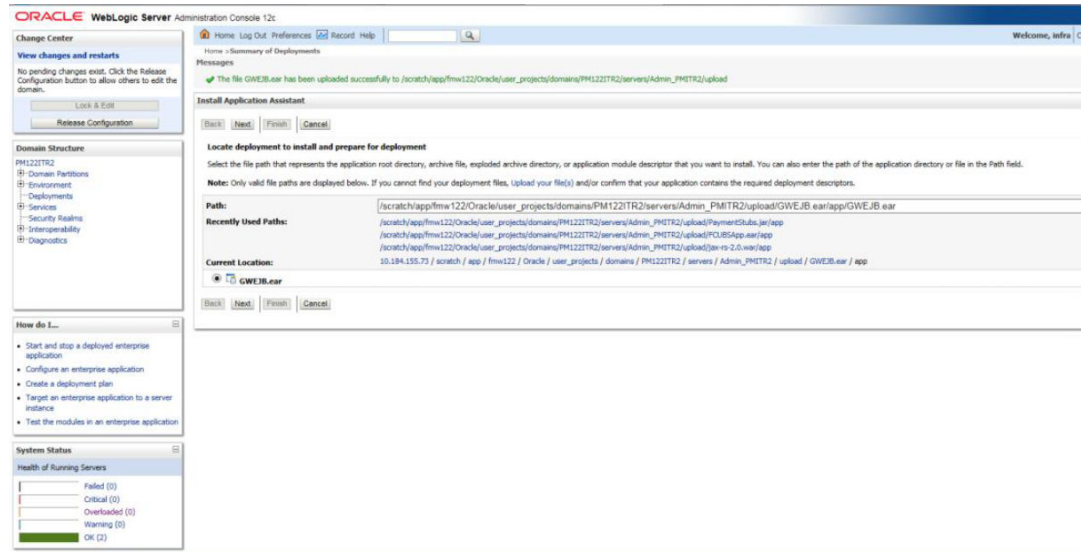 ORACLE WebLogic Server Administration Console 12c
Change Center
View changes and restarts
No pending changes exist. Click the Release
Configuration button to allow others to edit the
domain.
Lock & Edit
Release Configuration
Domain Structure
PM122ITR2
Domain Partitions
Environment
Deployments
Services
Security Realms
Interoperability
Diagnostics
How do I...
Start and stop a deployed enterprise
application
Configure an enterprise application
Create a deployment plan
Target an enterprise application to a server
instance
Test the modules in an enterprise application
System Status
Health of Running Servers
Failed (0)
Critical (0)
Overloaded (0)
Warning (0)
OK (2)
Home Log Out Preferences Record Help
Welcome, infra
Home >Summary of Deployments
Messages
The file GWEJB.ear has been uploaded successfully to /scratch/app/fmw122/Oracle/user_projects/domains/PM122ITR2/servers/Admin_PMITR2/upload
Install Application Assistant
Back Next Finish Cancel
Locate deployment to install and prepare for deployment
Select the file path that represents the application root directory, archive file, exploded archive directory, or application module descriptor that you want to install. You can also enter the path of the application directory or file in the Path field.
Note: Only valid file paths are displayed below. If you cannot find your deployment files, Upload your file(s) and/or confirm that your application contains the required deployment descriptors.
Path: /scratch/app/fmw122/Oracle/user_projects/domains/PM122ITR2/servers/Admin_PMITR2/upload/GWEJB.ear/app/GWEJB.ear
Recently Used Paths: /scratch/app/fmw122/Oracle/user_projects/domains/PM122ITR2/servers/Admin_PMITR2/upload/PaymentStubs.jar/app
/scratch/app/fmw122/Oracle/user_projects/domains/PM122ITR2/servers/Admin_PMITR2/upload/FCUBSApp.ear/app
/scratch/app/fmw122/Oracle/user_projects/domains/PM122ITR2/servers/Admin_PMITR2/upload/jax-rs-2.0.war/app
Current Location: 10.184.155.73 / scratch / app / fmw122 / Oracle / user_projects / domains / PM122ITR2 / servers / Admin_PMITR2 / upload / GWEJB.ear / app
GWEJB.ear
Back Next Finish Cancel